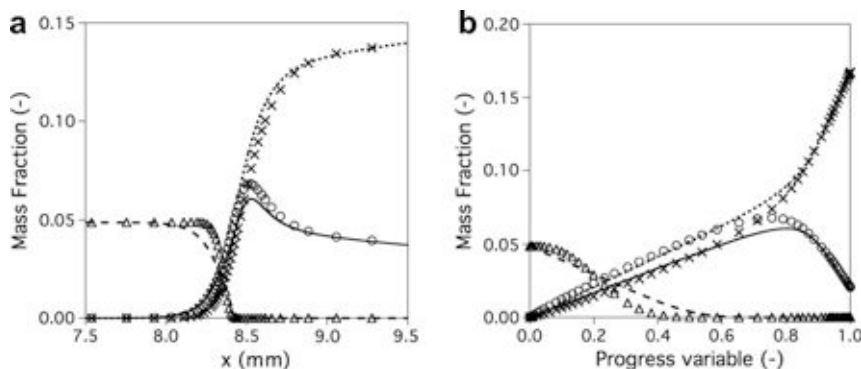 a
0.15
0.10
0.05
0.00
Mass Fraction (-)
7.5 8.0 8.5 9.0 9.5
x (mm)
b
0.20
0.15
0.10
0.05
0.00
Mass Fraction (-)
0.0 0.2 0.4 0.6 0.8 1.0
Progress variable (-)